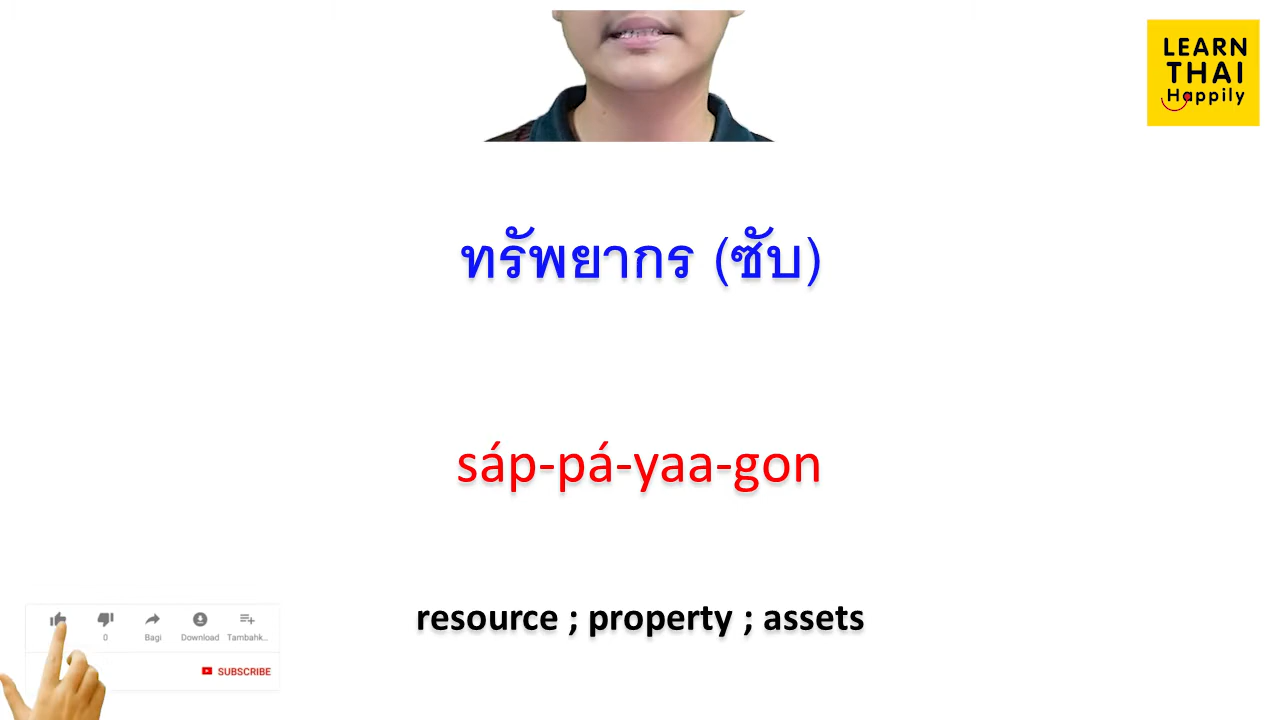 LEARN
THAI
Happily
ทรัพยากร (ซับ)
sáp-pá-yaa-gon
resource ; property ; assets
0 Bagi Download Tambahk...
SUBSCRIBE